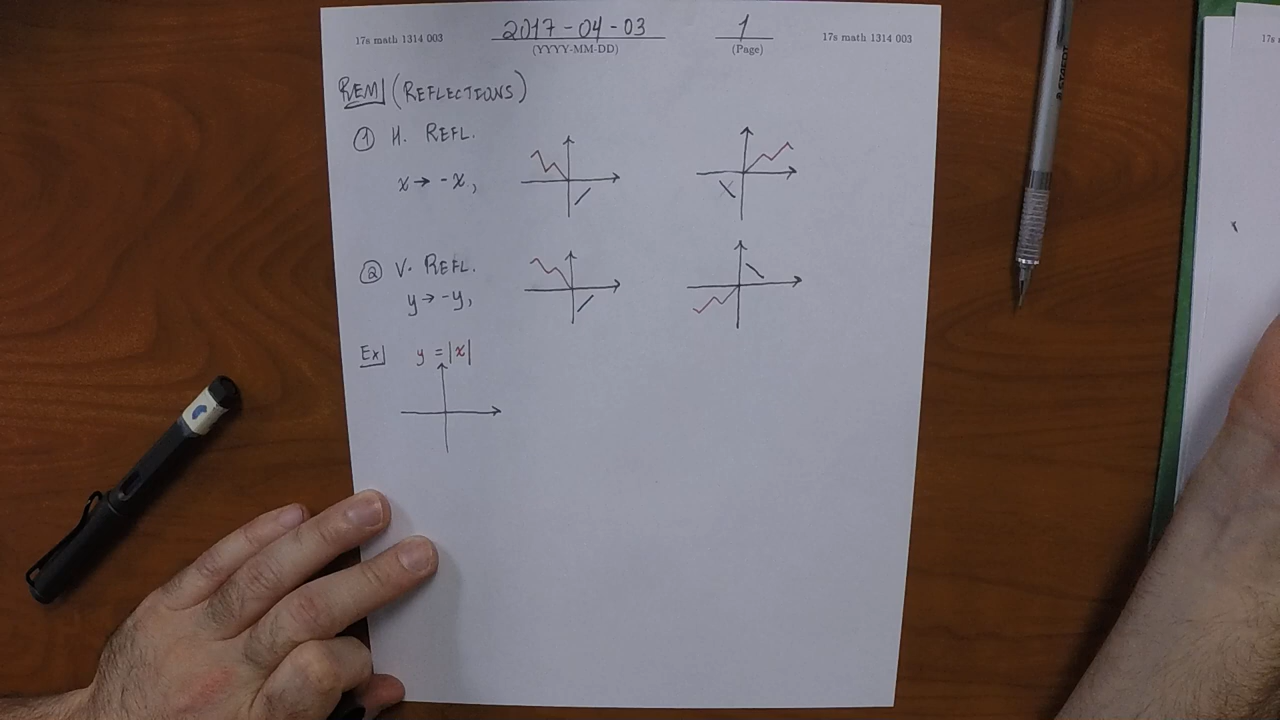 17s math 1314 003 2017-04-03 1 17s math 1314 003
(YYYY-MM-DD) (Page)
REM (REFLECTIONS)
① H. REFL.
x → -x,
② V. REFL.
y → -y,
Ex y = |x|
17s